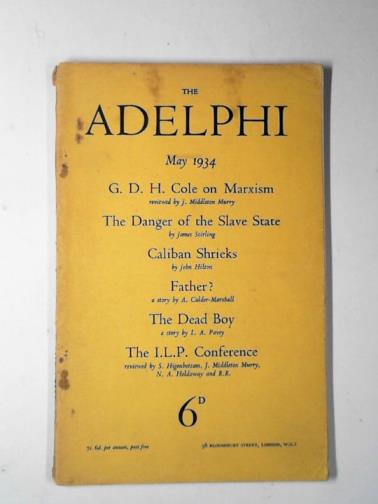 THE
ADELPHI
May 1934
G. D. H. Cole on Marxism
reviewed by J. Middleton Murry
The Danger of the Slave State
by James Stirling
Caliban Shrieks
by John Hilton
Father?
a story by A. Calder-Marshall
The Dead Boy
a story by L. A. Pavey
The I.L.P. Conference
reviewed by S. Higenbottam, J. Middleton Murry,
N. A. Holdaway and R.R.
6D
7s. 6d. per annum, post free
58 BLOOMSBURY STREET, LONDON, W.C.1